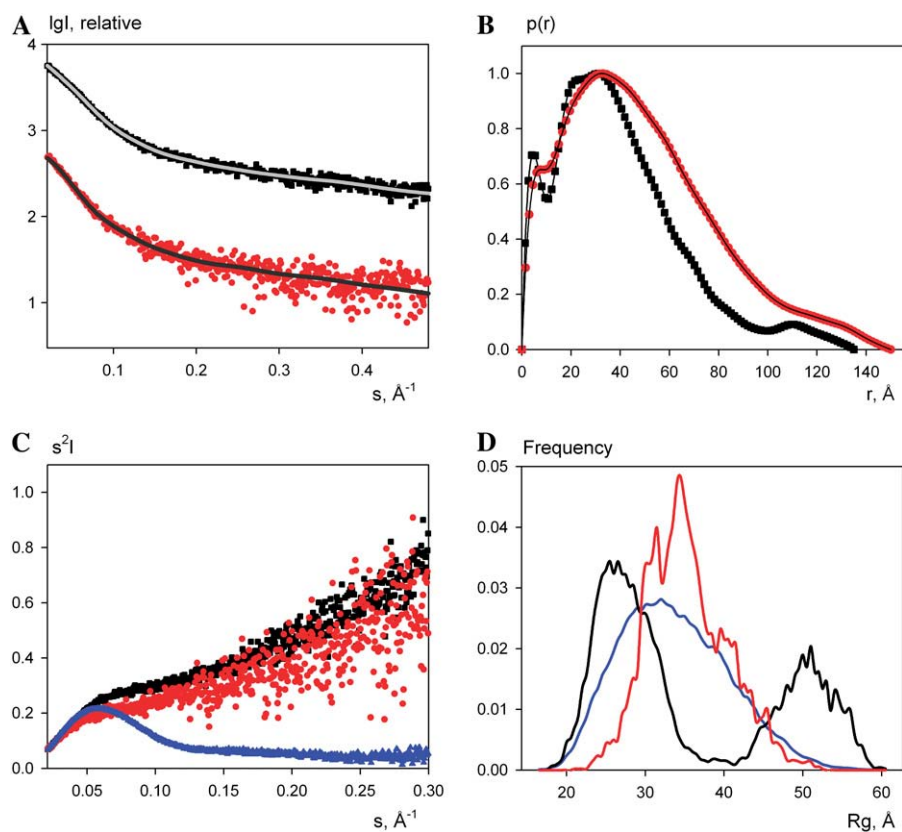 A lgI, relative
4
3
2
1
0.1 0.2 0.3 0.4
s, Å-1
B p(r)
1.0
0.8
0.6
0.4
0.2
0.0
0 20 40 60 80 100 120 140
r, Å
C s2I
1.0
0.8
0.6
0.4
0.2
0.0
0.05 0.10 0.15 0.20 0.25 0.30
s, Å-1
D Frequency
0.05
0.04
0.03
0.02
0.01
0.00
20 30 40 50 60
Rg, Å